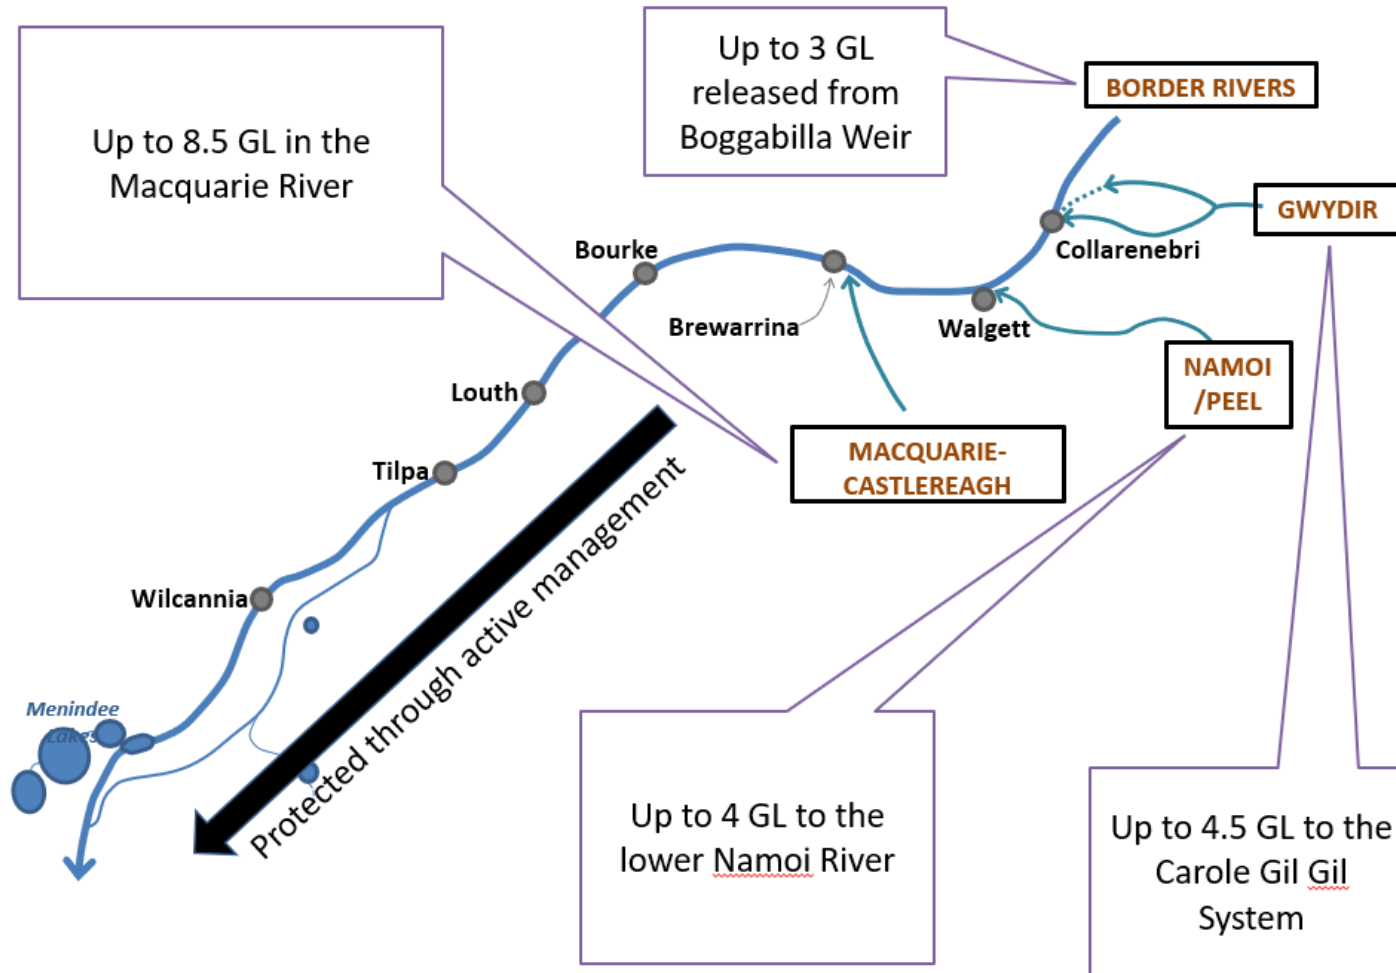 Up to 8.5 GL in the
Macquarie River
Up to 3 GL
released from
Boggabilla Weir
BORDER RIVERS
GWYDIR
Collarenebri
Bourke
Brewarrina
Walgett
NAMOI
/PEEL
Louth
MACQUARIE-
CASTLEREAGH
Tilpa
Protected through active management
Wilcannia
Menindee
Lakes
Up to 4 GL to the
lower Namoi River
Up to 4.5 GL to the
Carole Gil Gil
System